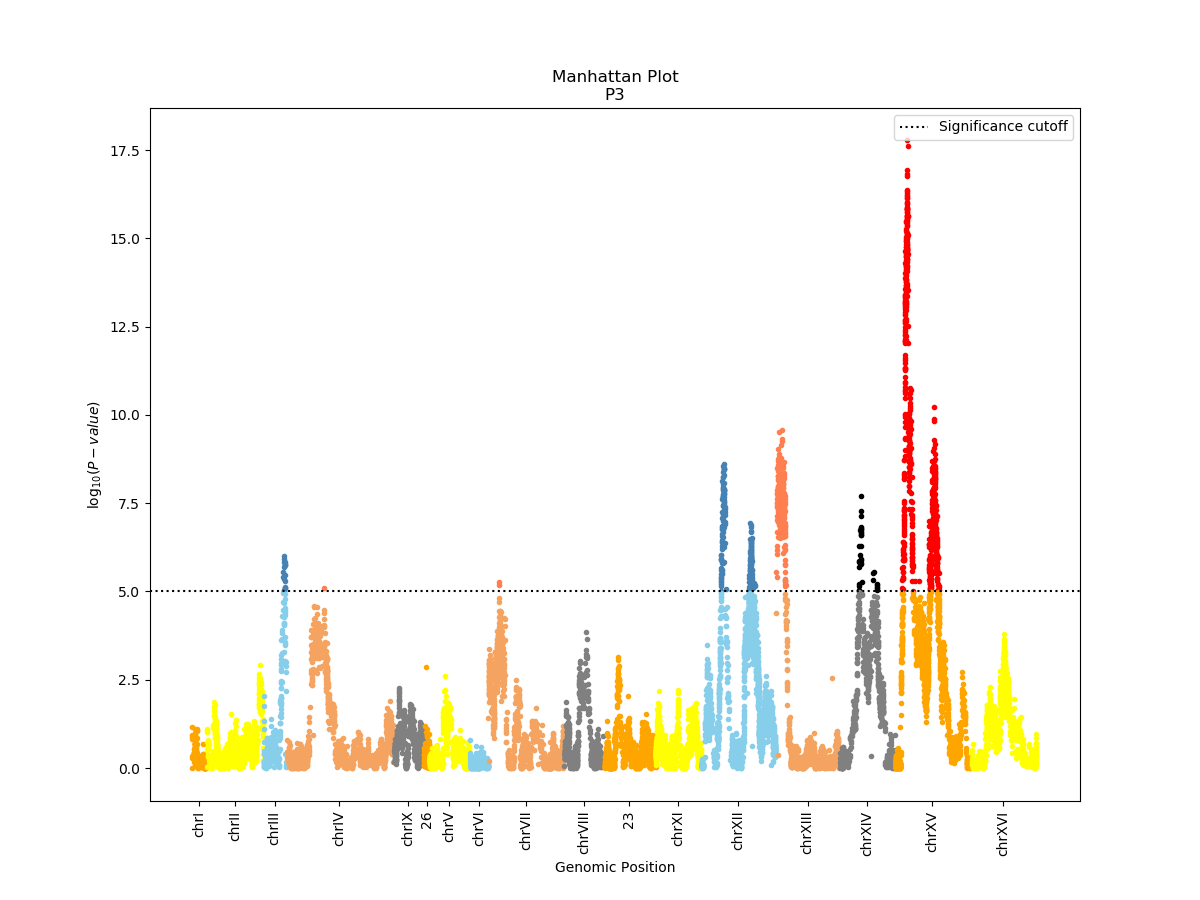 Manhattan Plot
P3
Significance cutoff
17.5
15.0
12.5
10.0
7.5
5.0
2.5
0.0
log10(P − value)
chrI
chrII
chrIII
chrIV
chrIX
26
chrV
chrVI
chrVII
chrVIII
23
chrXI
chrXII
chrXIII
chrXIV
chrXV
chrXVI
Genomic Position